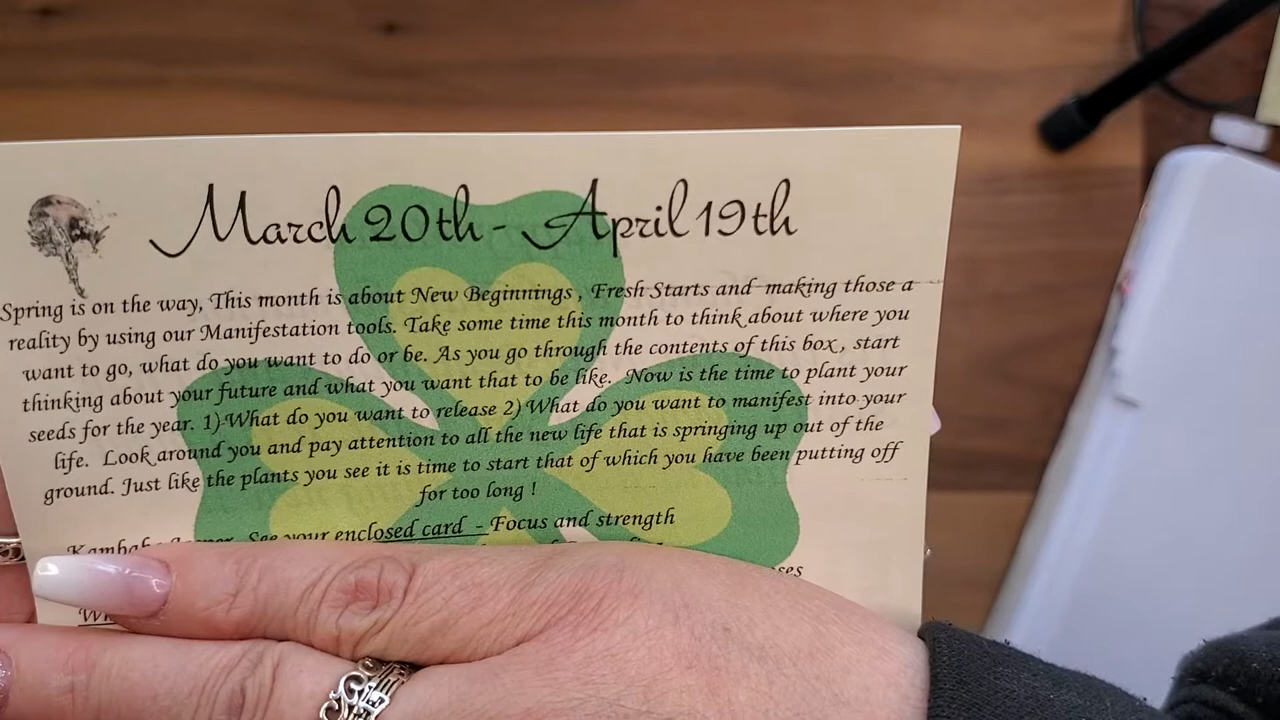 March 20th - April 19th
Spring is on the way, This month is about New Beginnings , Fresh Starts and making those a
reality by using our Manifestation tools. Take some time this month to think about where you
want to go, what do you want to do or be. As you go through the contents of this box, start
thinking about your future and what you want that to be like. Now is the time to plant your
seeds for the year. 1) What do you want to release 2) What do you want to manifest into your
life. Look around you and pay attention to all the new life that is springing up out of the
ground. Just like the plants you see it is time to start that of which you have been putting off
for too long !
See your enclosed card - Focus and strength